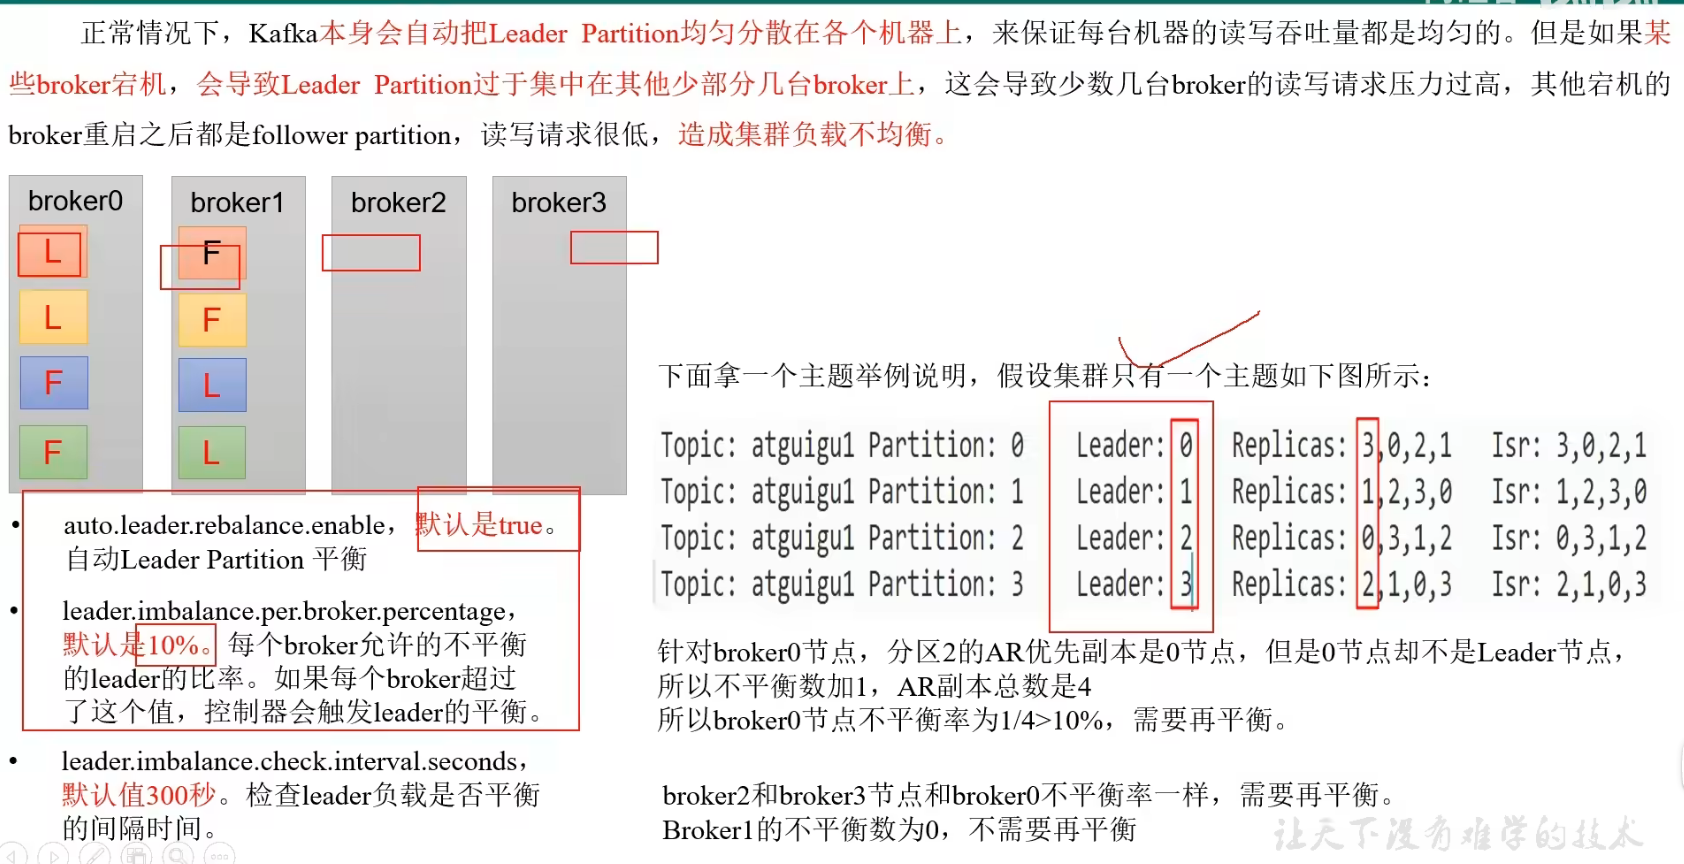 正常情况下，Kafka本身会自动把Leader Partition均匀分散在各个机器上，来保证每台机器的读写吞吐量都是均匀的。但是如果某
些broker宕机，会导致Leader Partition过于集中在其他少部分几台broker上，这会导致少数几台broker的读写请求压力过高，其他宕机的
broker重启之后都是follower partition，读写请求很低，造成集群负载不均衡。
broker0 broker1 broker2 broker3
L F
L F
F L
F L
• auto.leader.rebalance.enable，默认是true。
自动Leader Partition 平衡
• leader.imbalance.per.broker.percentage，
默认是10%。每个broker允许的不平衡
的leader的比率。如果每个broker超过
了这个值，控制器会触发leader的平衡。
• leader.imbalance.check.interval.seconds，
默认值300秒。检查leader负载是否平衡
的间隔时间。
下面拿一个主题举例说明，假设集群只有一个主题如下图所示：
Topic: atguigu1 Partition: 0 Leader: 0 Replicas: 3,0,2,1 Isr: 3,0,2,1
Topic: atguigu1 Partition: 1 Leader: 1 Replicas: 1,2,3,0 Isr: 1,2,3,0
Topic: atguigu1 Partition: 2 Leader: 2 Replicas: 0,3,1,2 Isr: 0,3,1,2
Topic: atguigu1 Partition: 3 Leader: 3 Replicas: 2,1,0,3 Isr: 2,1,0,3
针对broker0节点，分区2的AR优先副本是0节点，但是0节点却不是Leader节点，
所以不平衡数加1，AR副本总数是4
所以broker0节点不平衡率为1/4>10%，需要再平衡。
broker2和broker3节点和broker0不平衡率一样，需要再平衡。
Broker1的不平衡数为0，不需要再平衡
让天下没有难学的技术